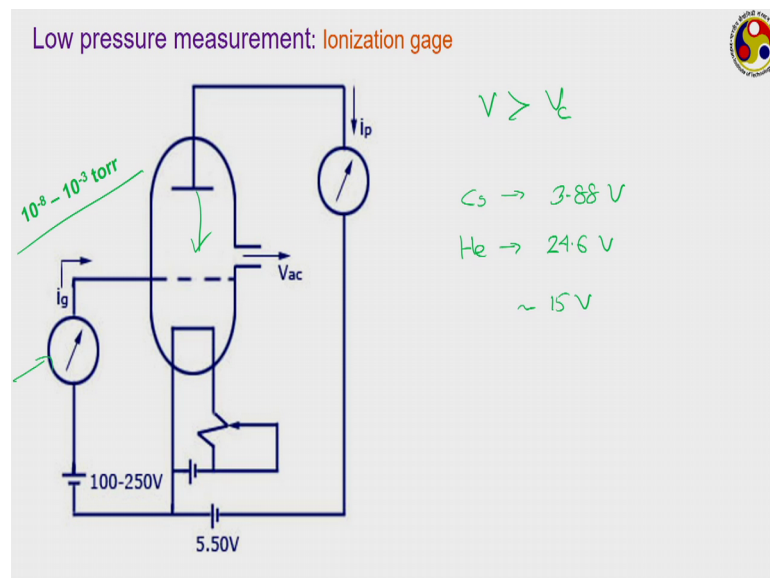 Low pressure measurement: Ionization gage
V > Vc
ip
10⁻⁸ – 10⁻³ torr
Cs → 3.88 V
He → 24.6 V
Vac
ig
~ 15 V
100-250V
5.50V